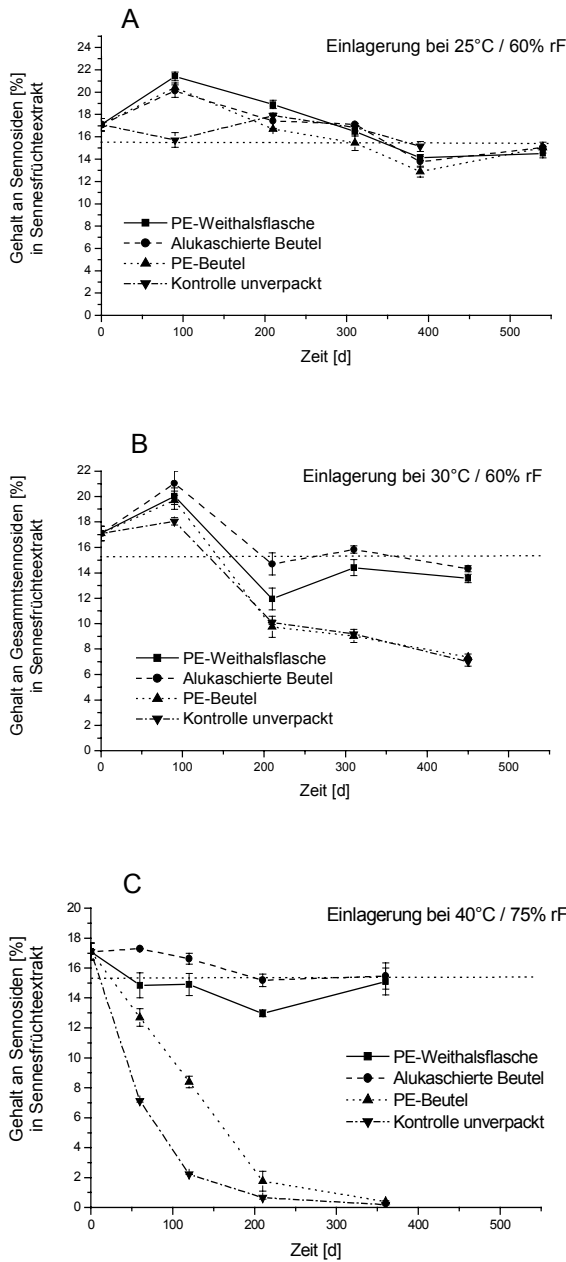 A
Einlagerung bei 25°C / 60% rF
Gehalt an Sennosiden [%]
in Sennesfrüchteextrakt
24
22
20
18
16
14
12
10
8
6
4
2
0
PE-Weithalsflasche
Alukaschierte Beutel
PE-Beutel
Kontrolle unverpackt
0
100
200
300
400
500
Zeit [d]
B
Einlagerung bei 30°C / 60% rF
Gehalt an Gesammtsennosiden [%]
in Sennesfrüchteextrakt
22
20
18
16
14
12
10
8
6
4
2
0
PE-Weithalsflasche
Alukaschierte Beutel
PE-Beutel
Kontrolle unverpackt
0
100
200
300
400
500
Zeit [d]
C
Einlagerung bei 40°C / 75% rF
Gehalt an Sennosiden [%]
in Sennesfrüchteextrakt
20
18
16
14
12
10
8
6
4
2
0
PE-Weithalsflasche
Alukaschierte Beutel
PE-Beutel
Kontrolle unverpackt
0
100
200
300
400
500
Zeit [d]